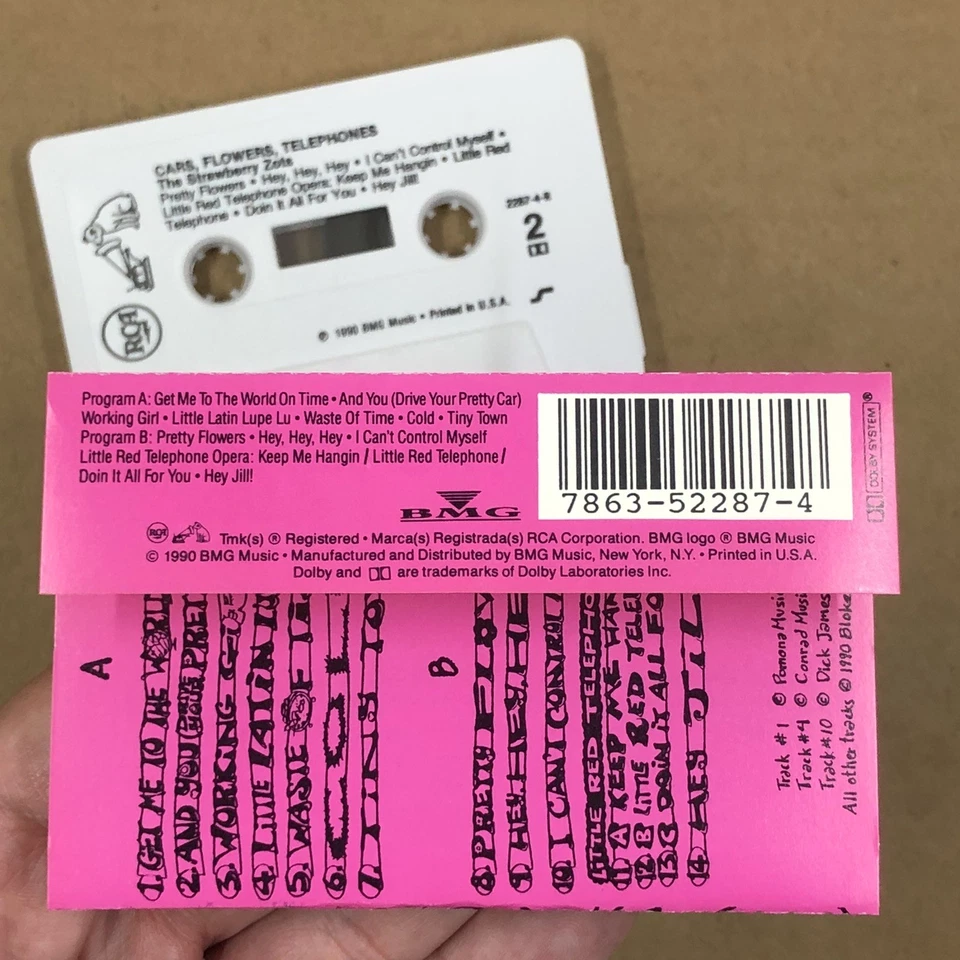 CARS, FLOWERS, TELEPHONES
The Strawberry Zots
Pretty Flowers • Hey, Hey, Hey • I Can't Control Myself •
Little Red Telephone Opera: Keep Me Hangin • Little Red
Telephone • Doin It All For You • Hey Jill!
2287-4-R
2
RCA
℗ 1990 BMG Music • Printed in U.S.A.
Program A: Get Me To The World On Time • And You (Drive Your Pretty Car)
Working Girl • Little Latin Lupe Lu • Waste Of Time • Cold • Tiny Town
Program B: Pretty Flowers • Hey, Hey, Hey • I Can't Control Myself
Little Red Telephone Opera: Keep Me Hangin / Little Red Telephone /
Doin It All For You • Hey Jill!
BMG
7863-52287-4
DOLBY SYSTEM®
RCA Tmk(s) ® Registered • Marca(s) Registrada(s) RCA Corporation. BMG logo ® BMG Music
© 1990 BMG Music • Manufactured and Distributed by BMG Music, New York, N.Y. • Printed in U.S.A.
Dolby and are trademarks of Dolby Laboratories Inc.
A
1. GET ME TO THE WORL
2. AND YOU (DRIVE YOUR PRET
3. WORKING GIR
4. LITTLE LATIN LU
5. WASTE
6. COL
7. TINY TO
B
8. PRETTY FLOW
9. HEY, HEY, HE
10. I CAN'T CONTROL
LITTLE RED TELEPHO
11. A KEEP ME HAN
12. B LITTLE RED TELE
13. C DOIN IT ALL FO
14. HEY JIL
Track #1 © Pomona Musi
Track #4 © Conrad Musi
Track #10 © Dick James
All other tracks © 1990 Bloke